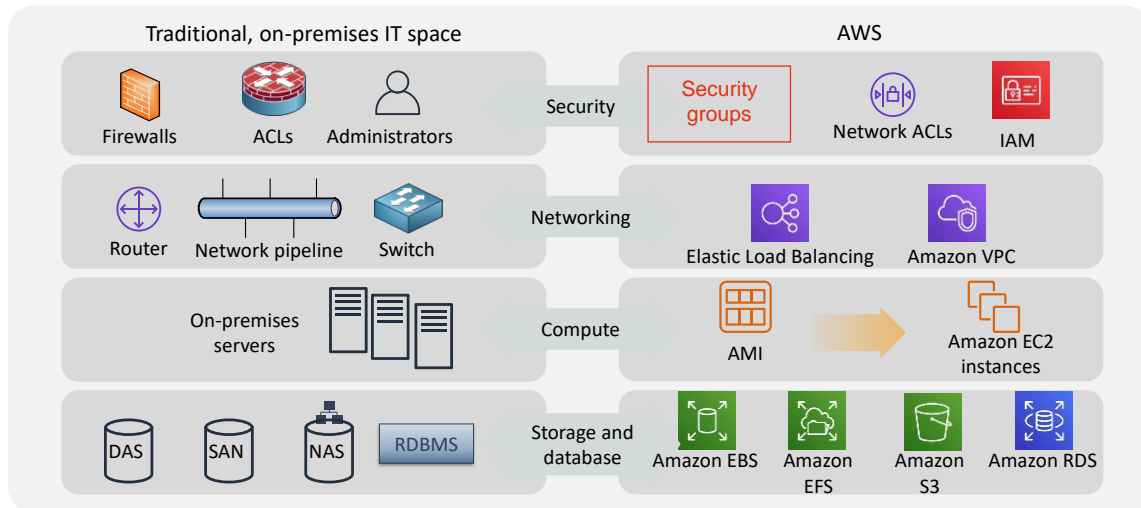 Traditional, on-premises IT space
AWS
Firewalls
ACLs
Administrators
Security
Security
groups
Network ACLs
IAM
Router
Network pipeline
Switch
Networking
Elastic Load Balancing
Amazon VPC
On-premises
servers
Compute
AMI
Amazon EC2
instances
DAS
SAN
NAS
RDBMS
Storage and
database
Amazon EBS
Amazon
EFS
Amazon
S3
Amazon RDS